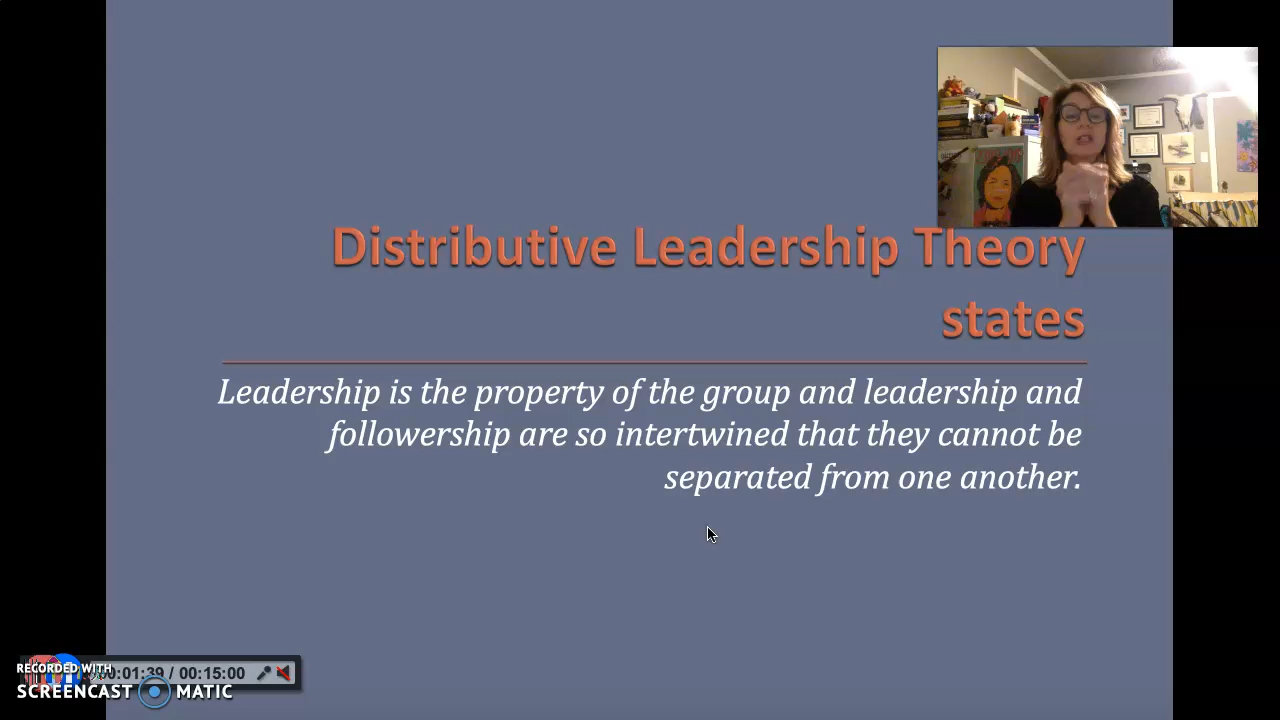 Distributive Leadership Theory
states
Leadership is the property of the group and leadership and
followership are so intertwined that they cannot be
separated from one another.
RECORDED WITH
SCREENCAST MATIC
00:01:39 / 00:15:00